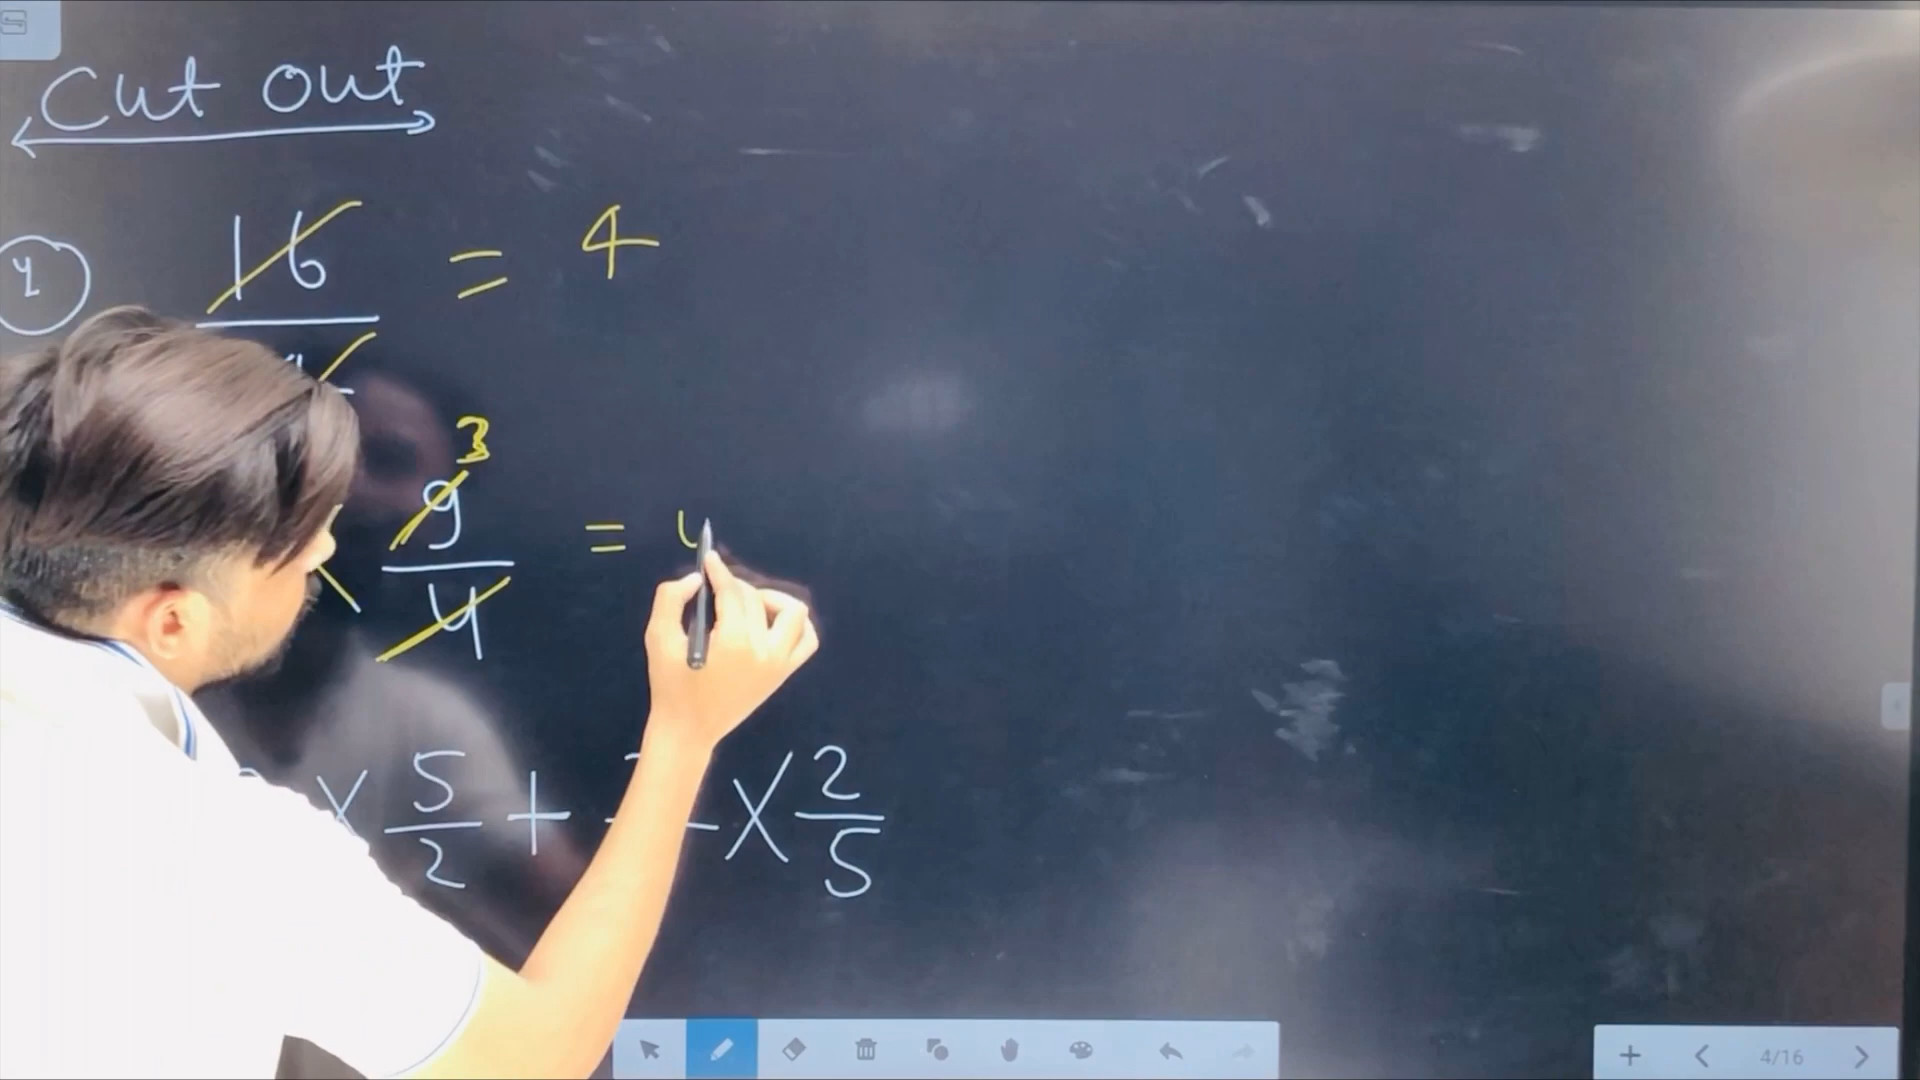 Cut out
1
16 = 4
3
9 = 4
4
5 + × 2
× 2 5
4/16